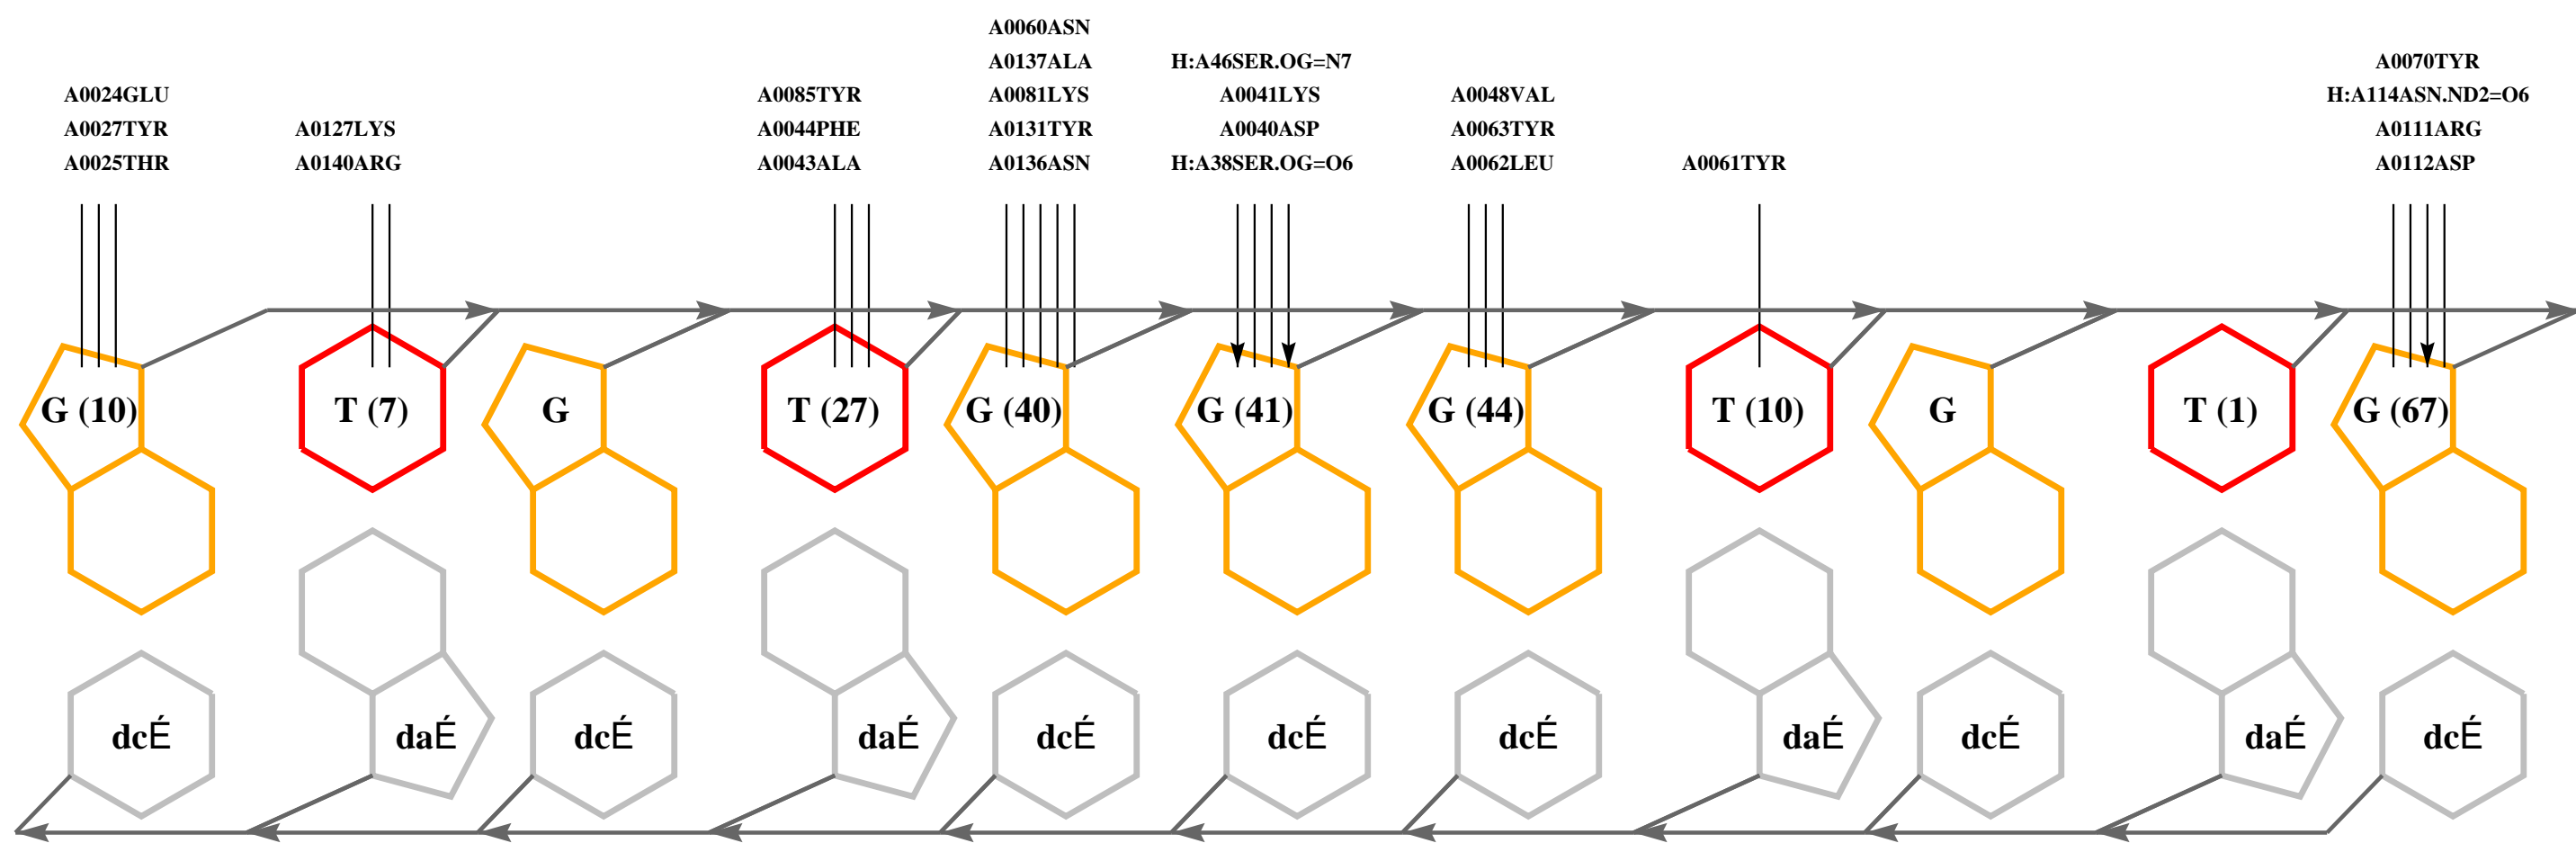 A0024GLU
A0027TYR
A0025THR
A0127LYS
A0140ARG
A0085TYR
A0044PHE
A0043ALA
A0060ASN
A0137ALA
A0081LYS
A0131TYR
A0136ASN
H:A46SER.OG=N7
A0041LYS
A0040ASP
H:A38SER.OG=O6
A0048VAL
A0063TYR
A0062LEU
A0061TYR
A0070TYR
H:A114ASN.ND2=O6
A0111ARG
A0112ASP
G (10)
T (7)
G
T (27)
G (40)
G (41)
G (44)
T (10)
G
T (1)
G (67)
dcÉ
daÉ
dcÉ
daÉ
dcÉ
dcÉ
dcÉ
daÉ
dcÉ
daÉ
dcÉ